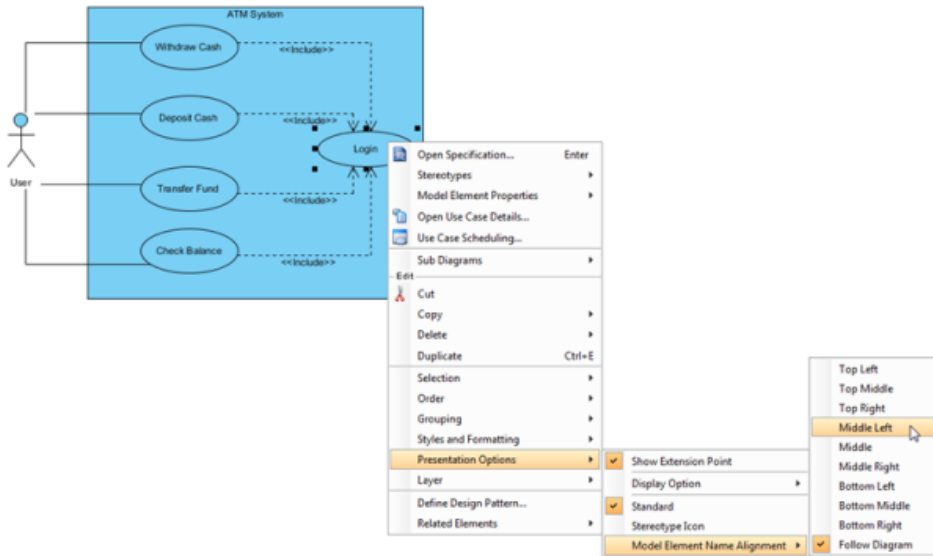 ATM System
Withdraw Cash
<<Include>>
Deposit Cash
<<Include>>
Login
User
Transfer Fund
<<Include>>
Check Balance
<<Include>>
Open Specification... Enter
Stereotypes
Model Element Properties
Open Use Case Details...
Use Case Scheduling...
Sub Diagrams
Edit
Cut
Copy
Delete
Duplicate Ctrl+E
Selection
Order
Grouping
Styles and Formatting
Presentation Options
Layer
Define Design Pattern...
Related Elements
Show Extension Point
Display Option
Standard
Stereotype Icon
Model Element Name Alignment
Top Left
Top Middle
Top Right
Middle Left
Middle
Middle Right
Bottom Left
Bottom Middle
Bottom Right
Follow Diagram